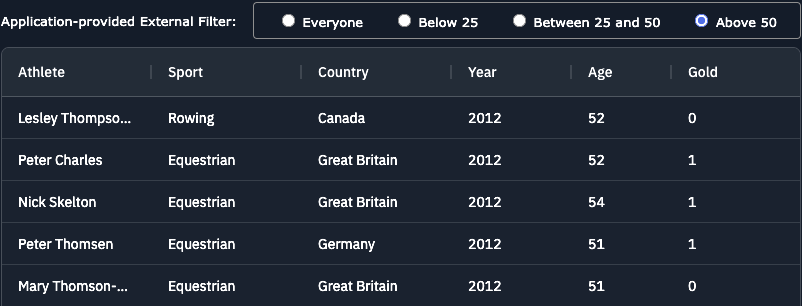 Application-provided External Filter: Everyone Below 25 Between 25 and 50 Above 50
Athlete Sport Country Year Age Gold
Lesley Thompso... Rowing Canada 2012 52 0
Peter Charles Equestrian Great Britain 2012 52 1
Nick Skelton Equestrian Great Britain 2012 54 1
Peter Thomsen Equestrian Germany 2012 51 1
Mary Thomson-... Equestrian Great Britain 2012 51 0